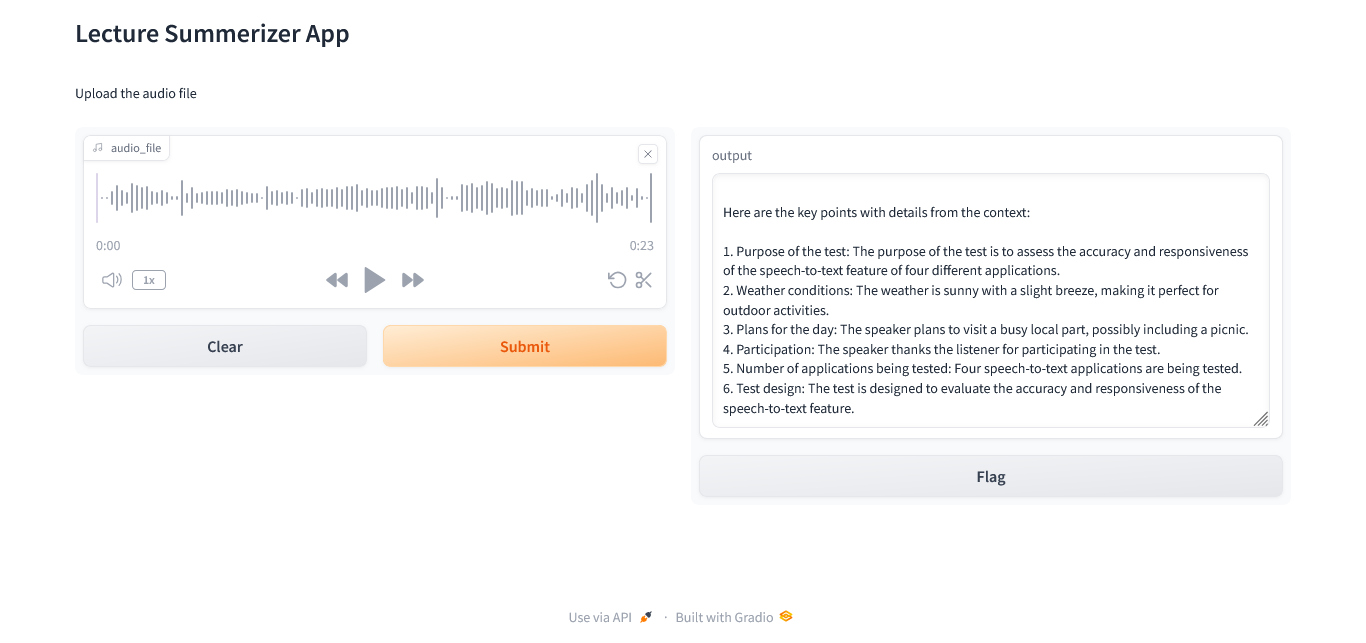 Lecture Summerizer App
Upload the audio file
audio_file
0:00
0:23
1x
Clear
Submit
output
Here are the key points with details from the context:
1. Purpose of the test: The purpose of the test is to assess the accuracy and responsiveness
of the speech-to-text feature of four different applications.
2. Weather conditions: The weather is sunny with a slight breeze, making it perfect for
outdoor activities.
3. Plans for the day: The speaker plans to visit a busy local part, possibly including a picnic.
4. Participation: The speaker thanks the listener for participating in the test.
5. Number of applications being tested: Four speech-to-text applications are being tested.
6. Test design: The test is designed to evaluate the accuracy and responsiveness of the
speech-to-text feature.
Flag
Use via API · Built with Gradio